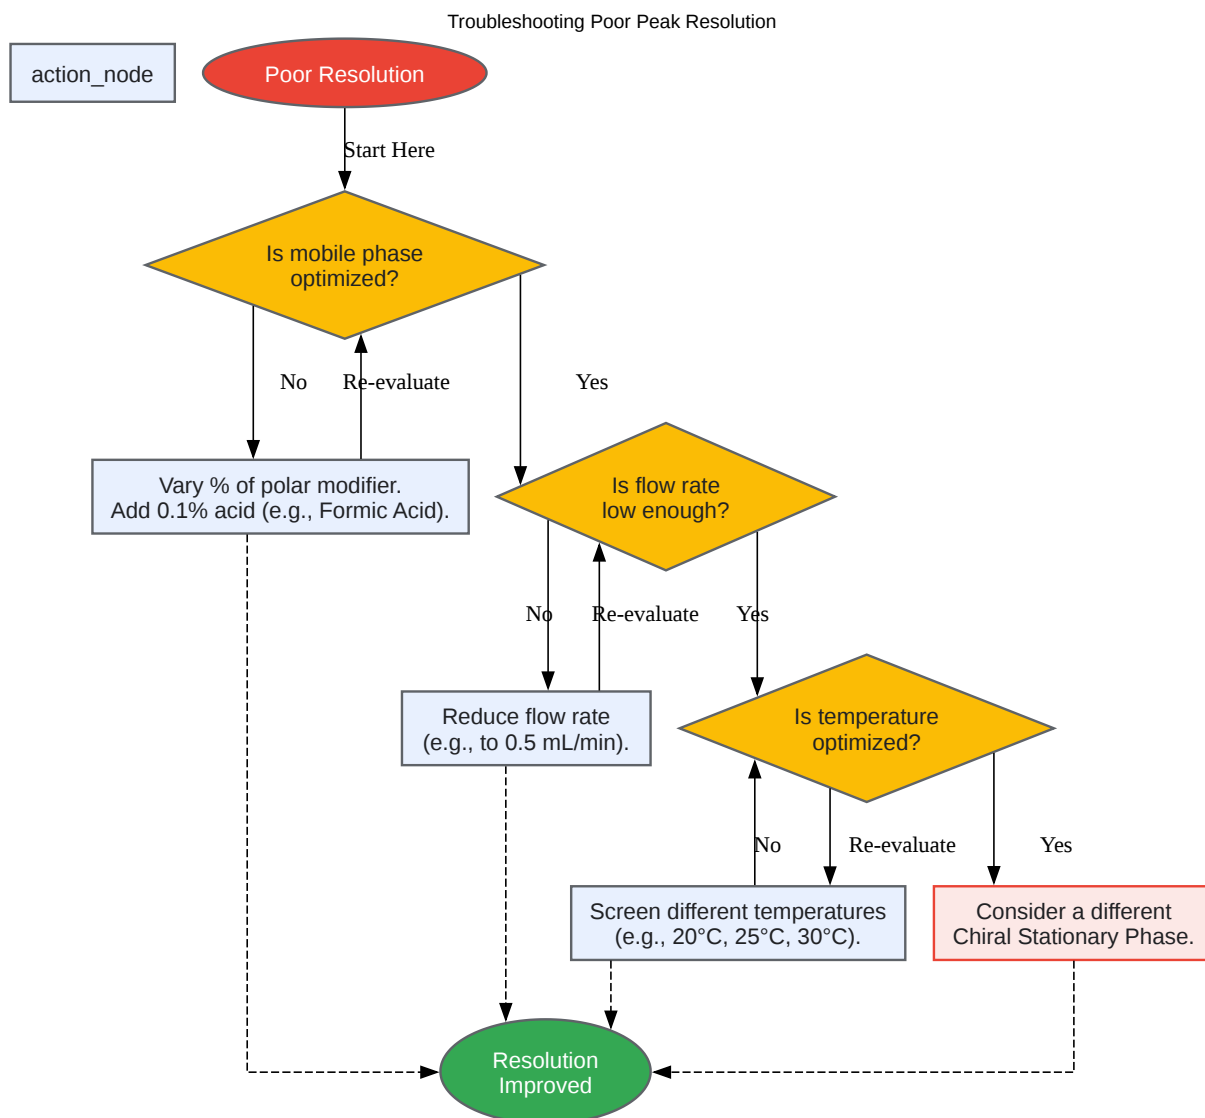 Troubleshooting Poor Peak Resolution
action_node
Poor Resolution
Start Here
Is mobile phase
optimized?
No
Re-evaluate
Yes
Vary % of polar modifier.
Add 0.1% acid (e.g., Formic Acid).
Is flow rate
low enough?
No
Re-evaluate
Yes
Reduce flow rate
(e.g., to 0.5 mL/min).
Is temperature
optimized?
No
Re-evaluate
Yes
Screen different temperatures
(e.g., 20°C, 25°C, 30°C).
Consider a different
Chiral Stationary Phase.
Resolution
Improved